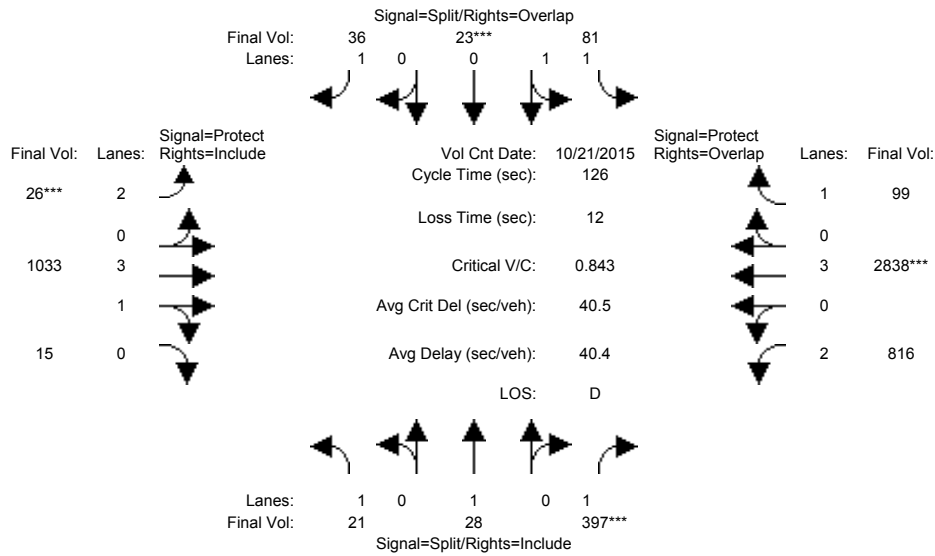 Signal=Split/Rights=Overlap
Final Vol: 36 23*** 81
Lanes: 1 0 0 1 1
Signal=Protect
Final Vol: Lanes: Rights=Include
Vol Cnt Date: 10/21/2015
Signal=Protect
Rights=Overlap Lanes: Final Vol:
Cycle Time (sec): 126
26*** 2
1 99
Loss Time (sec): 12
0
0
1033 3
Critical V/C: 0.843
3 2838***
1
Avg Crit Del (sec/veh): 40.5
0
15 0
Avg Delay (sec/veh): 40.4
2 816
LOS: D
Lanes: 1 0 1 0 1
Final Vol: 21 28 397***
Signal=Split/Rights=Include